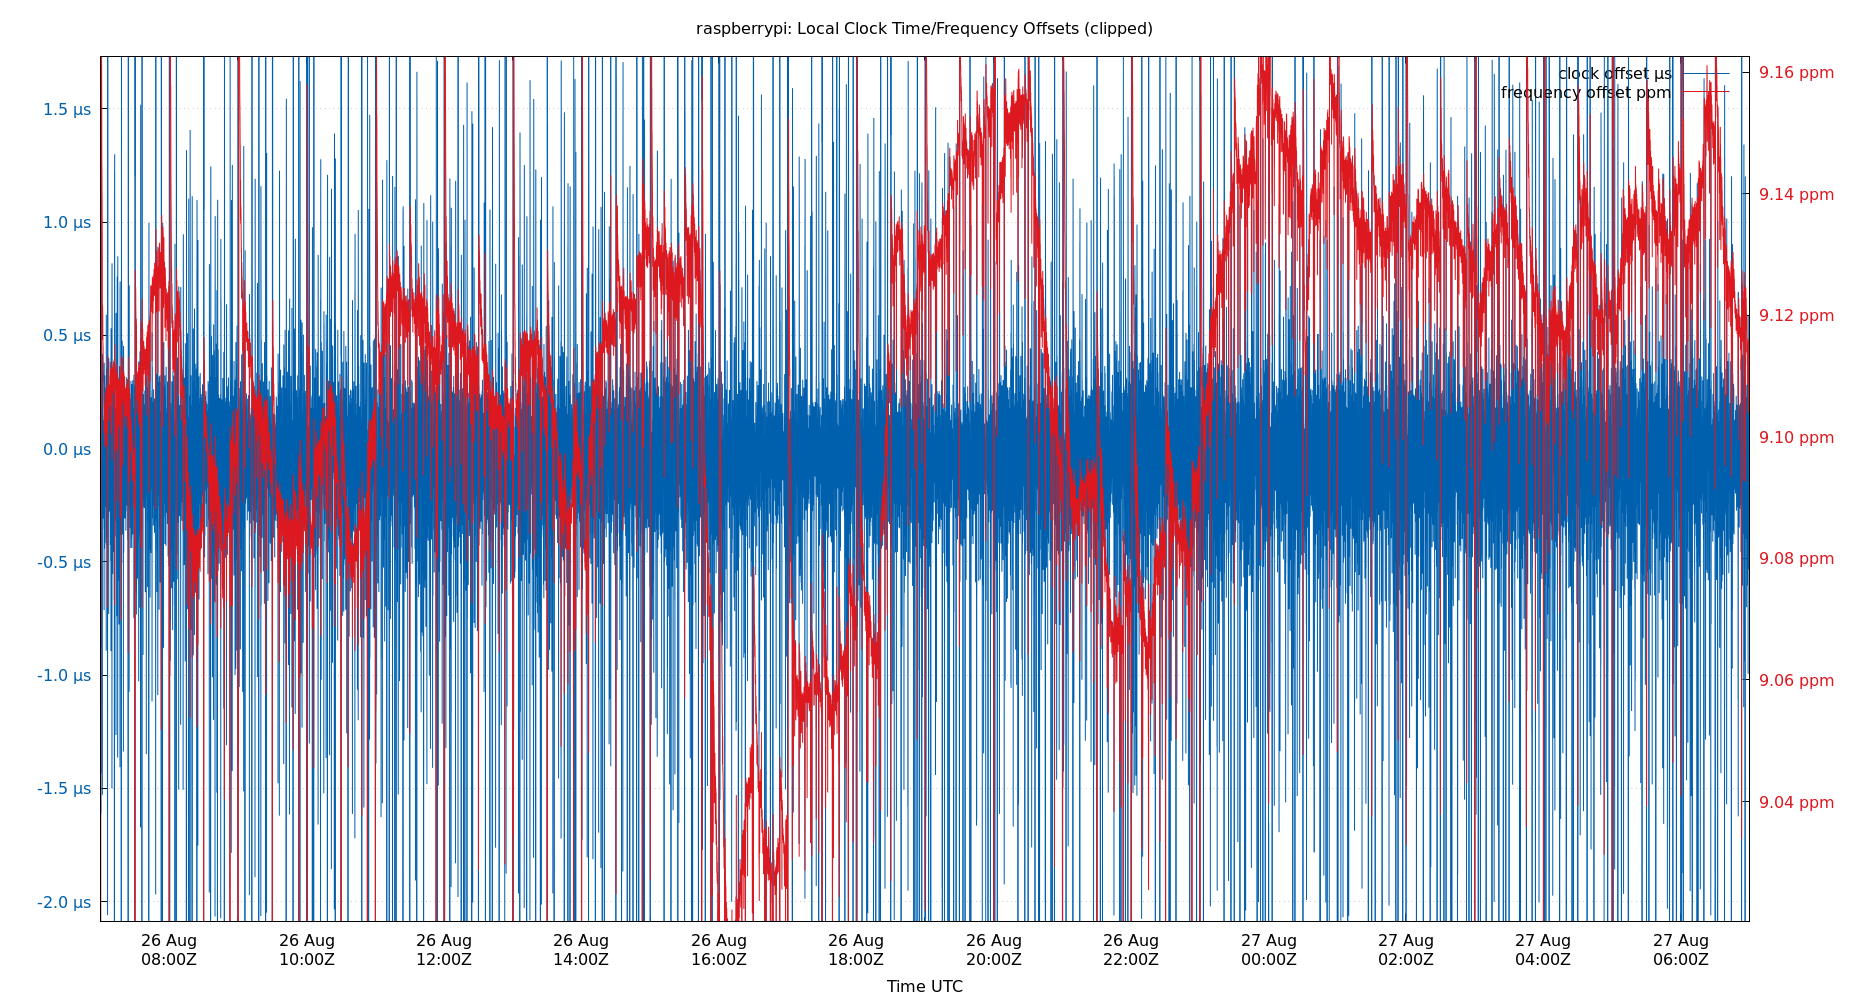 raspberrypi: Local Clock Time/Frequency Offsets (clipped)
clock offset µs
frequency offset ppm
1.5 µs
1.0 µs
0.5 µs
0.0 µs
-0.5 µs
-1.0 µs
-1.5 µs
-2.0 µs
9.16 ppm
9.14 ppm
9.12 ppm
9.10 ppm
9.08 ppm
9.06 ppm
9.04 ppm
26 Aug
08:00Z
26 Aug
10:00Z
26 Aug
12:00Z
26 Aug
14:00Z
26 Aug
16:00Z
26 Aug
18:00Z
26 Aug
20:00Z
26 Aug
22:00Z
27 Aug
00:00Z
27 Aug
02:00Z
27 Aug
04:00Z
27 Aug
06:00Z
Time UTC